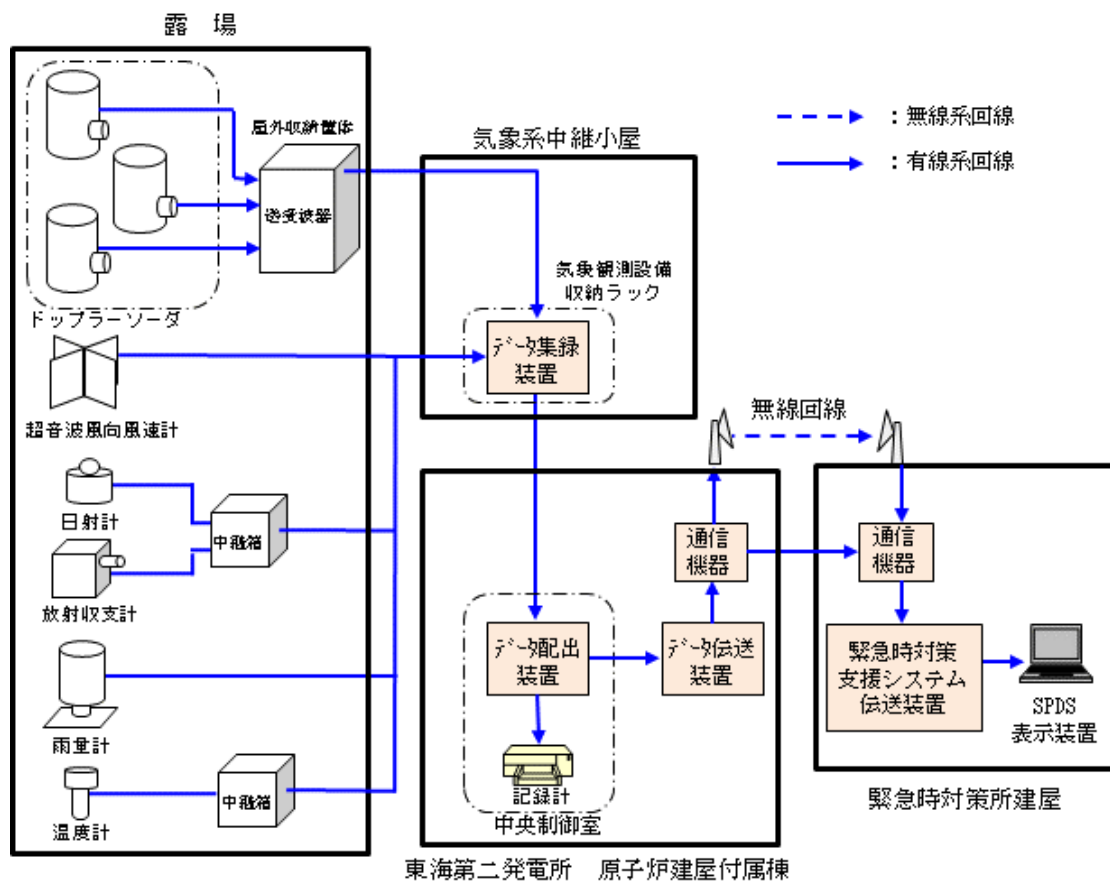 露　場
屋外収納筐体
送受波器
ドップラーソーダ
超音波風向風速計
日射計
中継箱
放射収支計
雨量計
中継箱
温度計
気象系中継小屋
気象観測設備
収納ラック
ﾃﾞｰﾀ集録
装置
：無線系回線
：有線系回線
無線回線
通信
機器
ﾃﾞｰﾀ配出
装置
ﾃﾞｰﾀ伝送
装置
記録計
中央制御室
東海第二発電所　原子炉建屋付属棟
通信
機器
緊急時対策
支援システム
伝送装置
SPDS
表示装置
緊急時対策所建屋